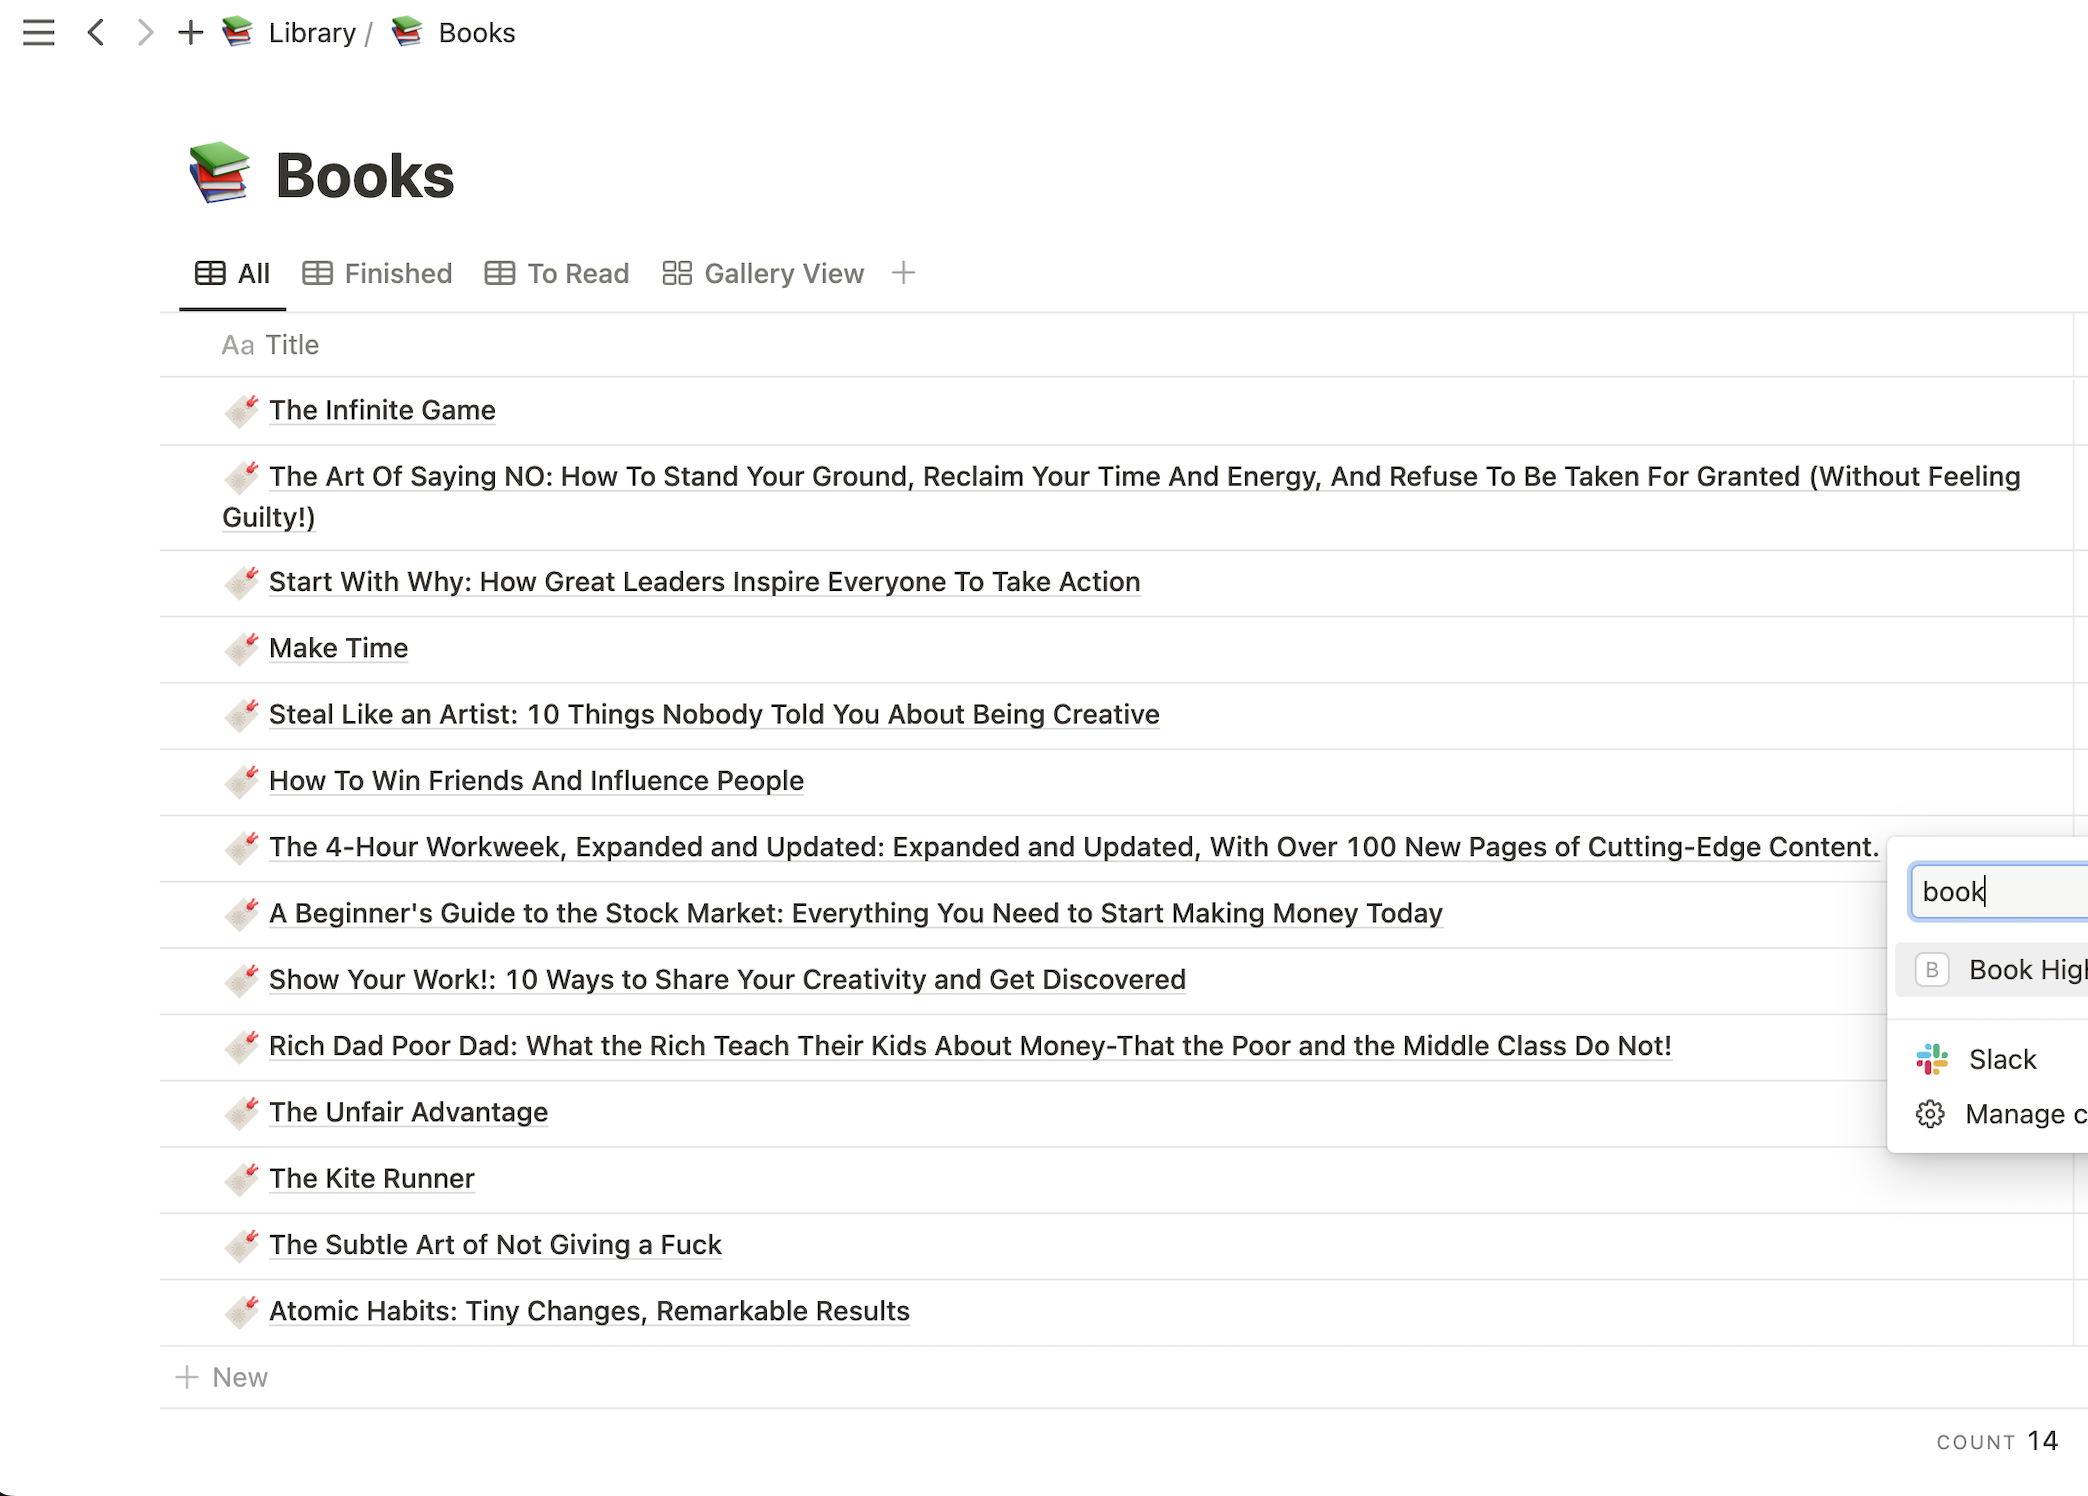 Library / Books
Books
All Finished To Read Gallery View
Aa Title
The Infinite Game
The Art Of Saying NO: How To Stand Your Ground, Reclaim Your Time And Energy, And Refuse To Be Taken For Granted (Without Feeling
Guilty!)
Start With Why: How Great Leaders Inspire Everyone To Take Action
Make Time
Steal Like an Artist: 10 Things Nobody Told You About Being Creative
How To Win Friends And Influence People
The 4-Hour Workweek, Expanded and Updated: Expanded and Updated, With Over 100 New Pages of Cutting-Edge Content.
A Beginner's Guide to the Stock Market: Everything You Need to Start Making Money Today
Show Your Work!: 10 Ways to Share Your Creativity and Get Discovered
Rich Dad Poor Dad: What the Rich Teach Their Kids About Money-That the Poor and the Middle Class Do Not!
The Unfair Advantage
The Kite Runner
The Subtle Art of Not Giving a Fuck
Atomic Habits: Tiny Changes, Remarkable Results
New
COUNT 14
book
B Book
Slack
Manage